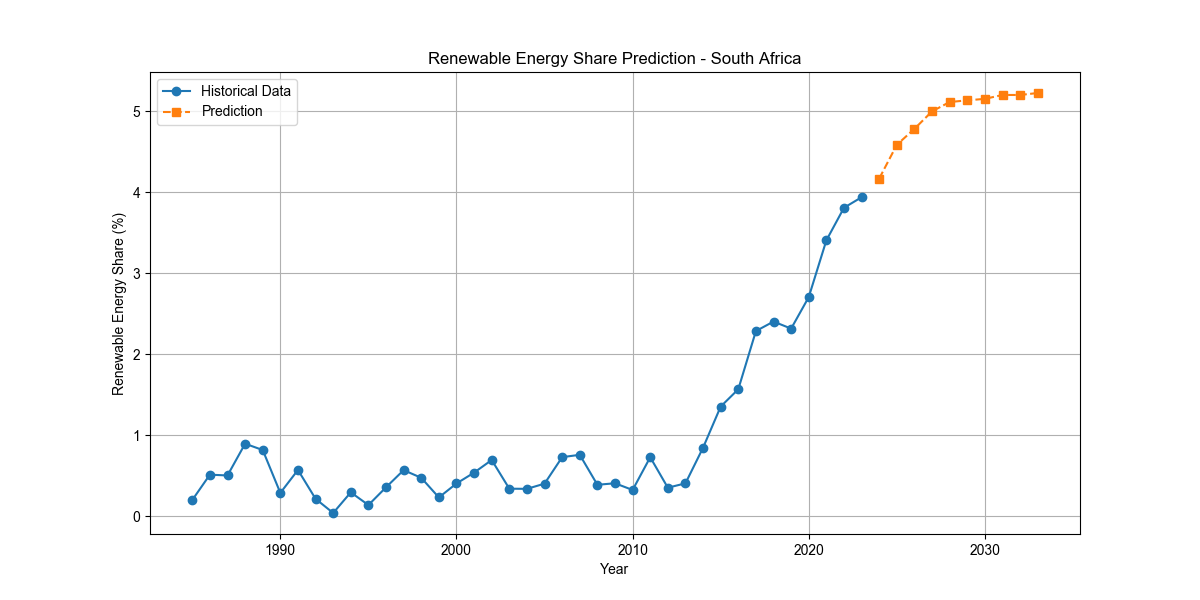 Renewable Energy Share Prediction - South Africa
Historical Data
Prediction
5
4
3
2
1
0
Renewable Energy Share (%)
1990 2000 2010 2020 2030
Year